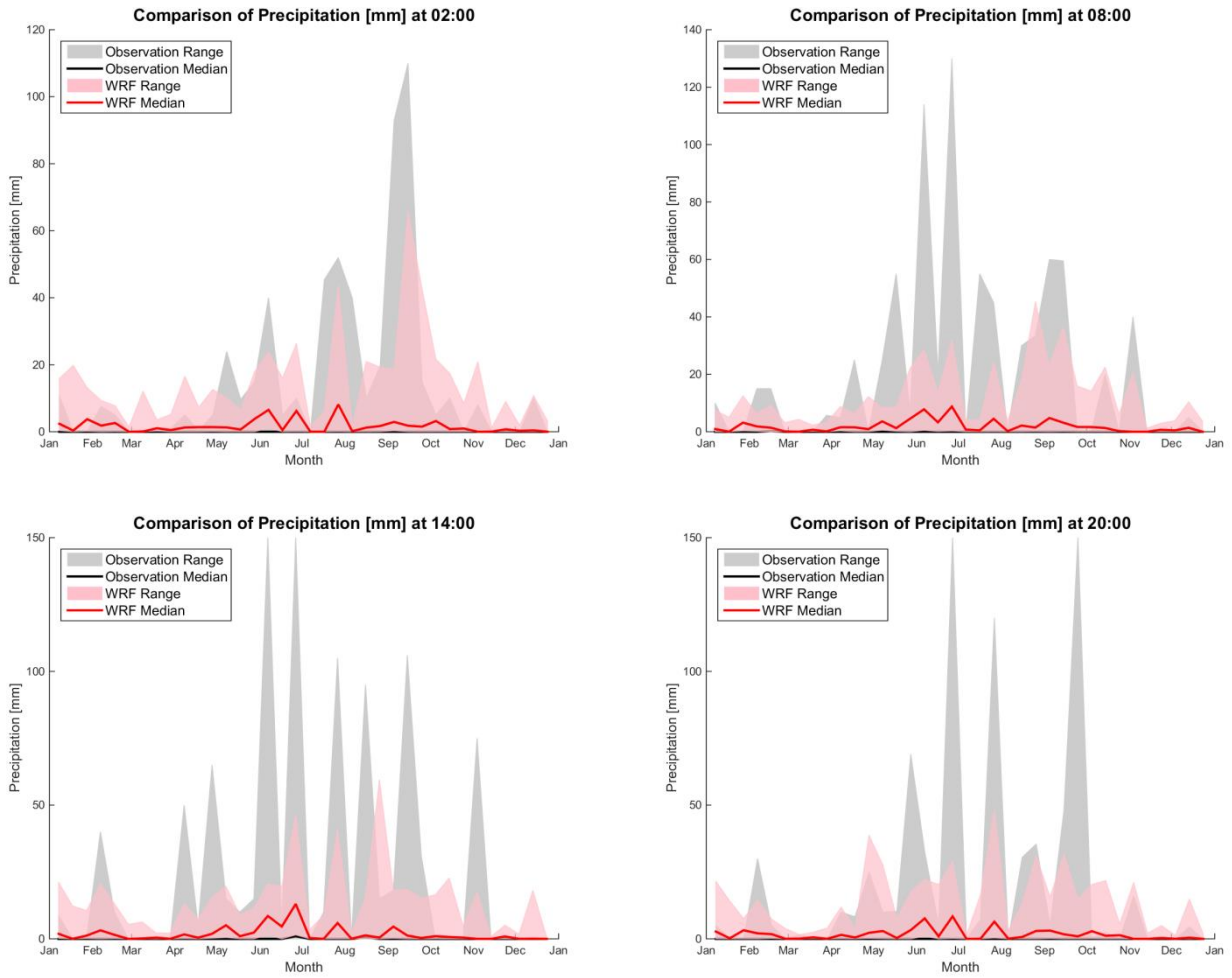 Comparison of Precipitation [mm] at 02:00
120
100
80
60
40
20
0
Precipitation [mm]
Observation Range
Observation Median
WRF Range
WRF Median
Jan Feb Mar Apr May Jun Jul Aug Sep Oct Nov Dec Jan
Month
Comparison of Precipitation [mm] at 08:00
140
120
100
80
60
40
20
0
Precipitation [mm]
Observation Range
Observation Median
WRF Range
WRF Median
Jan Feb Mar Apr May Jun Jul Aug Sep Oct Nov Dec Jan
Month
Comparison of Precipitation [mm] at 14:00
150
100
50
0
Precipitation [mm]
Observation Range
Observation Median
WRF Range
WRF Median
Jan Feb Mar Apr May Jun Jul Aug Sep Oct Nov Dec Jan
Month
Comparison of Precipitation [mm] at 20:00
150
100
50
0
Precipitation [mm]
Observation Range
Observation Median
WRF Range
WRF Median
Jan Feb Mar Apr May Jun Jul Aug Sep Oct Nov Dec Jan
Month